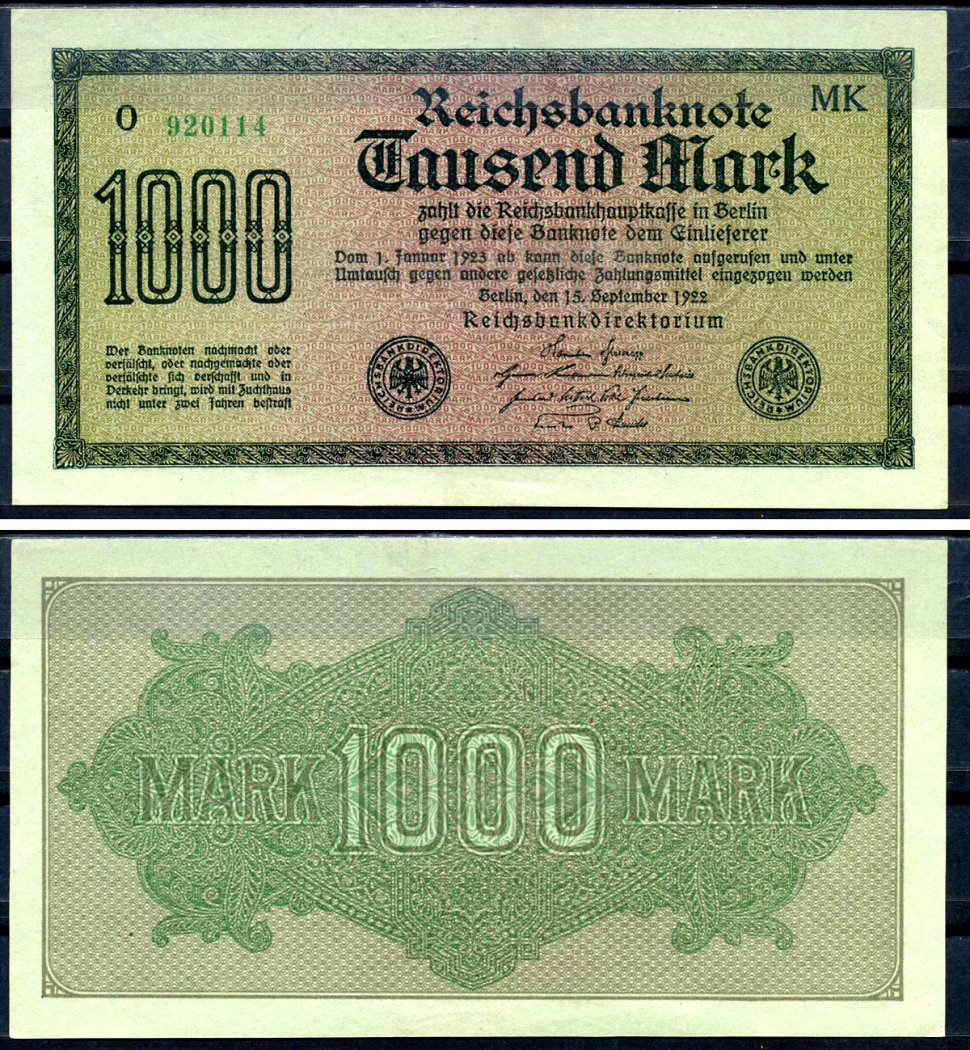 Reichsbanknote
MK
O 920114
Tausend Mark
1000
zahlt die Reichsbankhauptkasse in Berlin
gegen diese Banknote dem Einlieferer
Vom 1. Januar 1923 ab kann diese Banknote aufgerufen und unter
Umtausch gegen andere gesetzliche Zahlungsmittel eingezogen werden
Berlin, den 15. September 1922
Reichsbankdirektorium
Wer Banknoten nachmacht oder
verfälscht, oder nachgemachte oder
verfälschte sich verschafft und in
Verkehr bringt, wird mit Zuchthaus
nicht unter zwei Jahren bestraft
REICHSBANKDIREKTORIUM
REICHSBANKDIREKTORIUM
MARK 1000 MARK